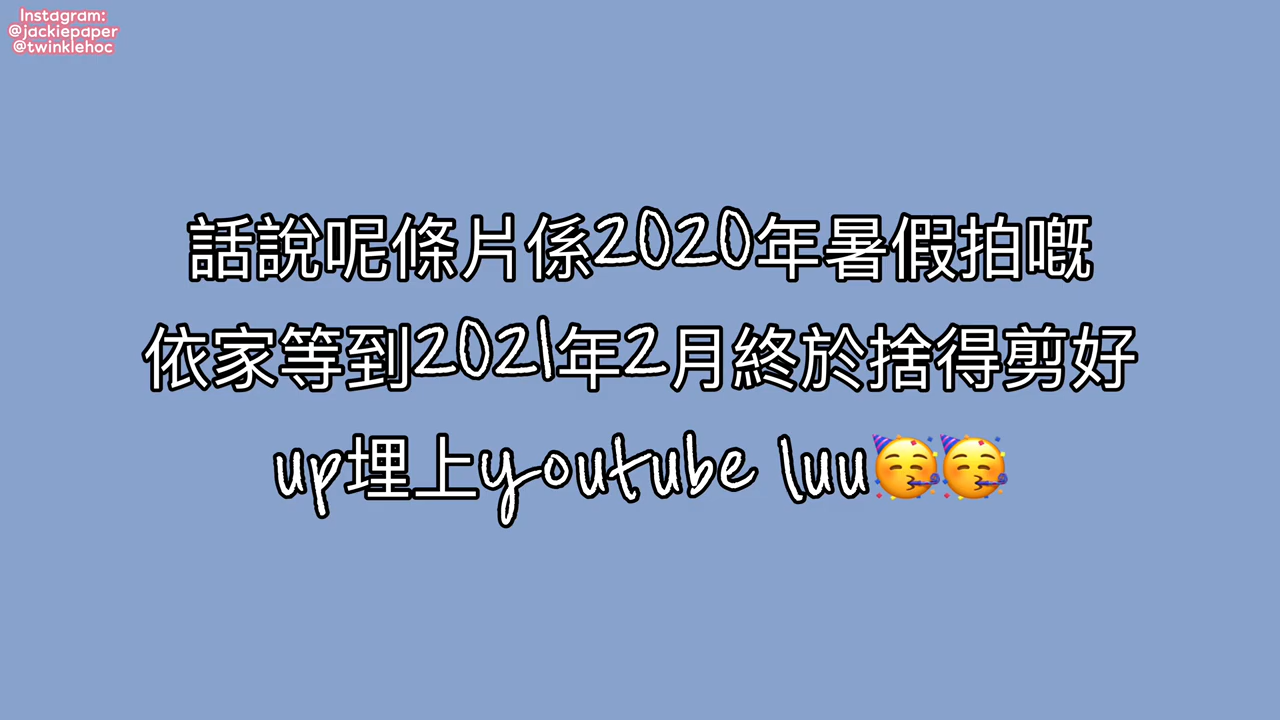 Instagram:
@jackiepaper
@twinklehoc
話說呢條片係2020年暑假拍嘅
依家等到2021年2月終於捨得剪好
up埋上youtube luu🥳🥳